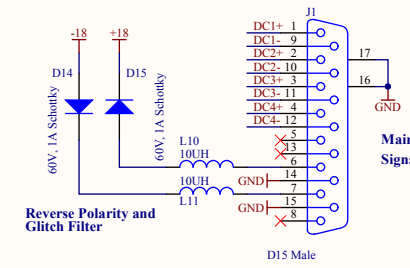 J1
-18
+18
DC1+ 1
DC1- 9
DC2+ 2
DC2- 10
DC3+ 3
DC3- 11
DC4+ 4
DC4- 12
5
13
6
14
7
15
8
17
16
GND
D14
D15
60V, 1A Schottky
60V, 1A Schottky
L10
10UH
10UH
L11
GND
GND
Main
Signa
Reverse Polarity and
Glitch Filter
D15 Male